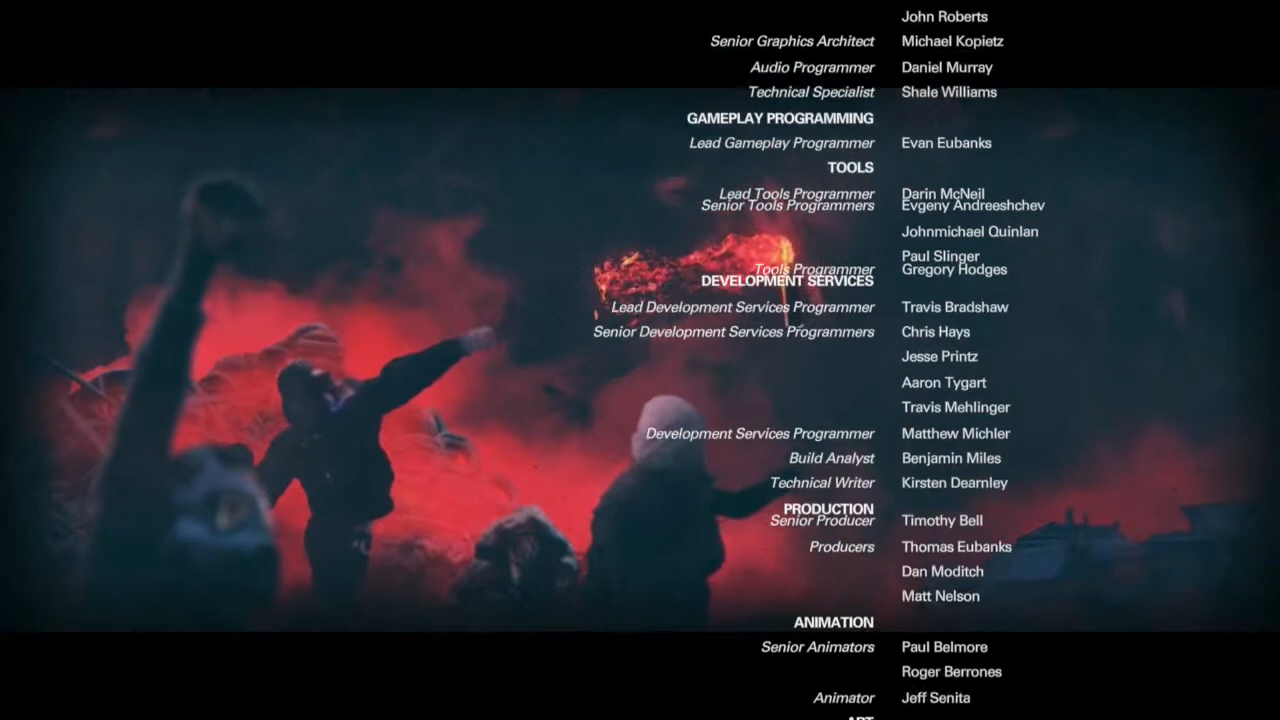 John Roberts
Senior Graphics Architect Michael Kopietz
Audio Programmer Daniel Murray
Technical Specialist Shale Williams
GAMEPLAY PROGRAMMING
Lead Gameplay Programmer Evan Eubanks
TOOLS
Lead Tools Programmer Darin McNeil
Senior Tools Programmers Evgeny Andreeshchev
Johnmichael Quinlan
Paul Slinger
Tools Programmer Gregory Hodges
DEVELOPMENT SERVICES
Lead Development Services Programmer Travis Bradshaw
Senior Development Services Programmers Chris Hays
Jesse Printz
Aaron Tygart
Travis Mehlinger
Development Services Programmer Matthew Michler
Build Analyst Benjamin Miles
Technical Writer Kirsten Dearnley
PRODUCTION
Senior Producer Timothy Bell
Producers Thomas Eubanks
Dan Moditch
Matt Nelson
ANIMATION
Senior Animators Paul Belmore
Roger Berrones
Animator Jeff Senita